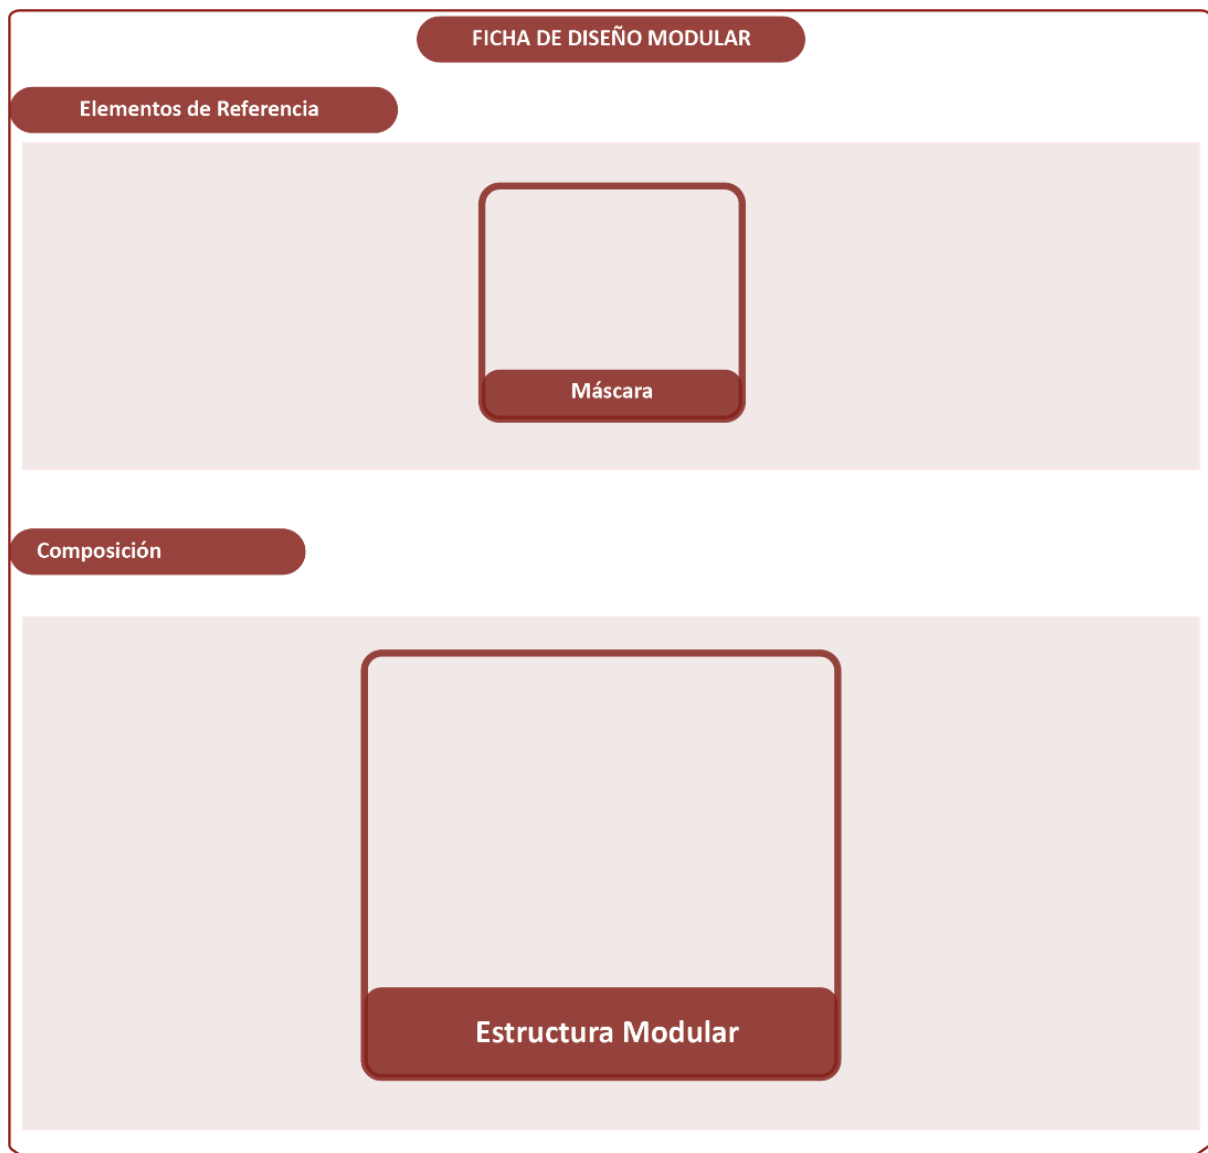 FICHA DE DISEÑO MODULAR
Elementos de Referencia
Máscara
Composición
Estructura Modular